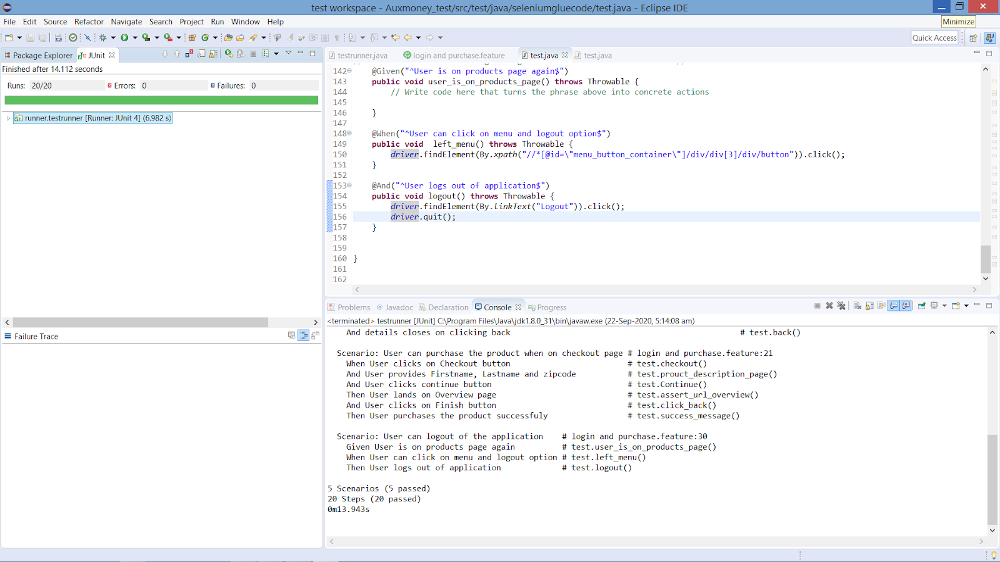 test workspace - Auxmoney_test/src/test/java/seleniumgluecode/test.java - Eclipse IDE
File Edit Source Refactor Navigate Search Project Run Window Help
Minimize
Quick Access
Package Explorer JUnit
Finished after 14.112 seconds
Runs: 20/20 Errors: 0 Failures: 0
runner.testrunner [Runner: JUnit 4] (6.982 s)
Failure Trace
testrunner.java login and purchase.feature test.java test.java
142 @Given("^User is on products page again$")
143 public void user_is_on_products_page() throws Throwable {
144 // Write code here that turns the phrase above into concrete actions
145
146 }
147
148 @When("^User can click on menu and logout option$")
149 public void  left_menu() throws Throwable {
150 driver.findElement(By.xpath("//*[@id=\"menu_button_container\"]/div/div[3]/div/button")).click();
151 }
152
153 @And("^User logs out of application$")
154 public void logout() throws Throwable {
155 driver.findElement(By.linkText("Logout")).click();
156 driver.quit();
157 }
158
159
160 }
161
162
Problems @ Javadoc Declaration Console Progress
<terminated> testrunner [JUnit] C:\Program Files\Java\jdk1.8.0_31\bin\javaw.exe (22-Sep-2020, 5:14:08 am)
And details closes on clicking back # test.back()
Scenario: User can purchase the product when on checkout page # login and purchase.feature:21
When User clicks on Checkout button # test.checkout()
And User provides Firstname, Lastname and zipcode # test.prouct_description_page()
And User clicks continue button # test.Continue()
Then User lands on Overview page # test.assert_url_overview()
And User clicks on Finish button # test.click_back()
Then User purchases the product successfuly # test.success_message()
Scenario: User can logout of the application # login and purchase.feature:30
Given User is on products page again # test.user_is_on_products_page()
When User can click on menu and logout option # test.left_menu()
Then User logs out of application # test.logout()
5 Scenarios (5 passed)
20 Steps (20 passed)
0m13.943s